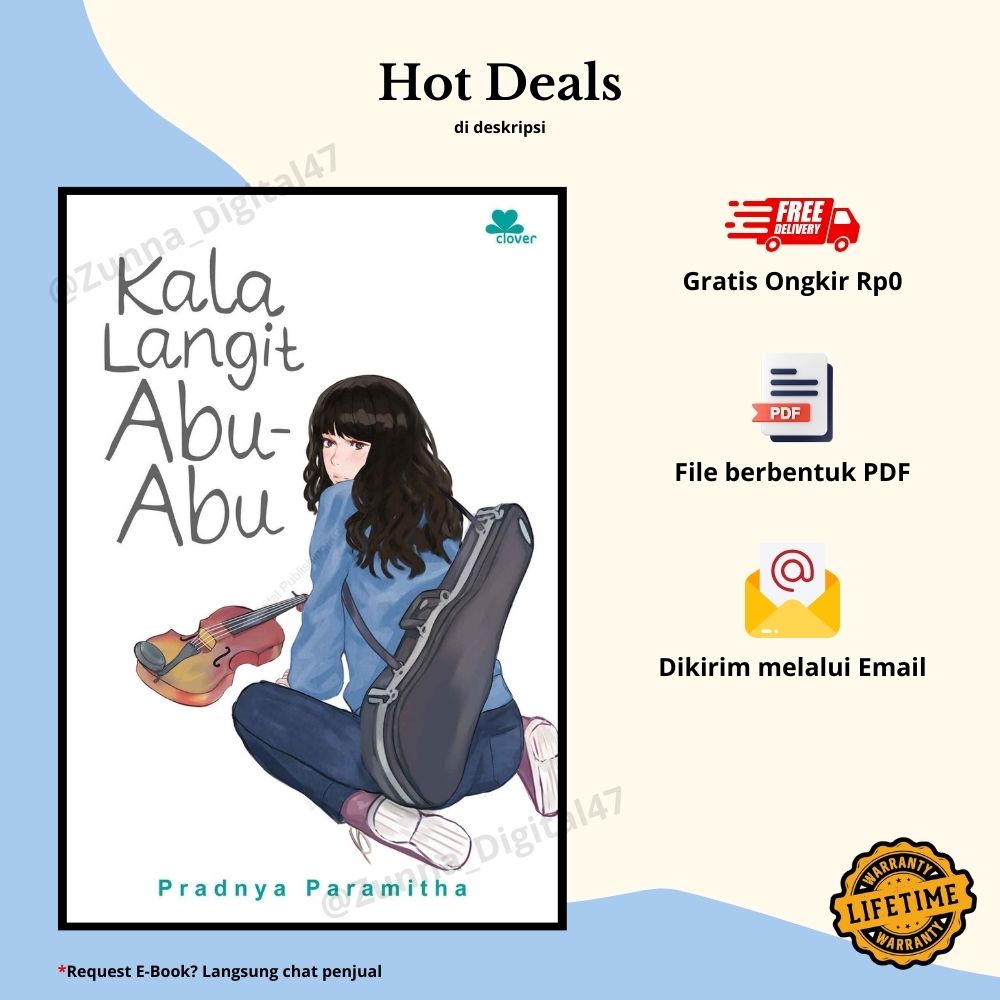 Hot Deals
di deskripsi
@Zunna_Digital47
clover
Kala
Langit
Abu-
Abu
Pradnya Paramitha
@Zunna_Digital47
FREE
DELIVERY
Gratis Ongkir Rp0
PDF
File berbentuk PDF
@
Dikirim melalui Email
WARRANTY
LIFETIME
WARRANTY
*Request E-Book? Langsung chat penjual